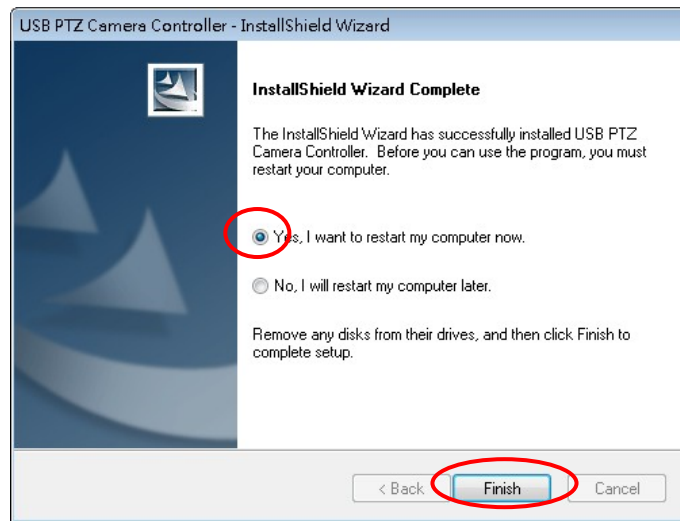 USB PTZ Camera Controller - InstallShield Wizard
InstallShield Wizard Complete
The InstallShield Wizard has successfully installed USB PTZ
Camera Controller.  Before you can use the program, you must
restart your computer.
Yes, I want to restart my computer now.
No, I will restart my computer later.
Remove any disks from their drives, and then click Finish to
complete setup.
< Back
Finish
Cancel